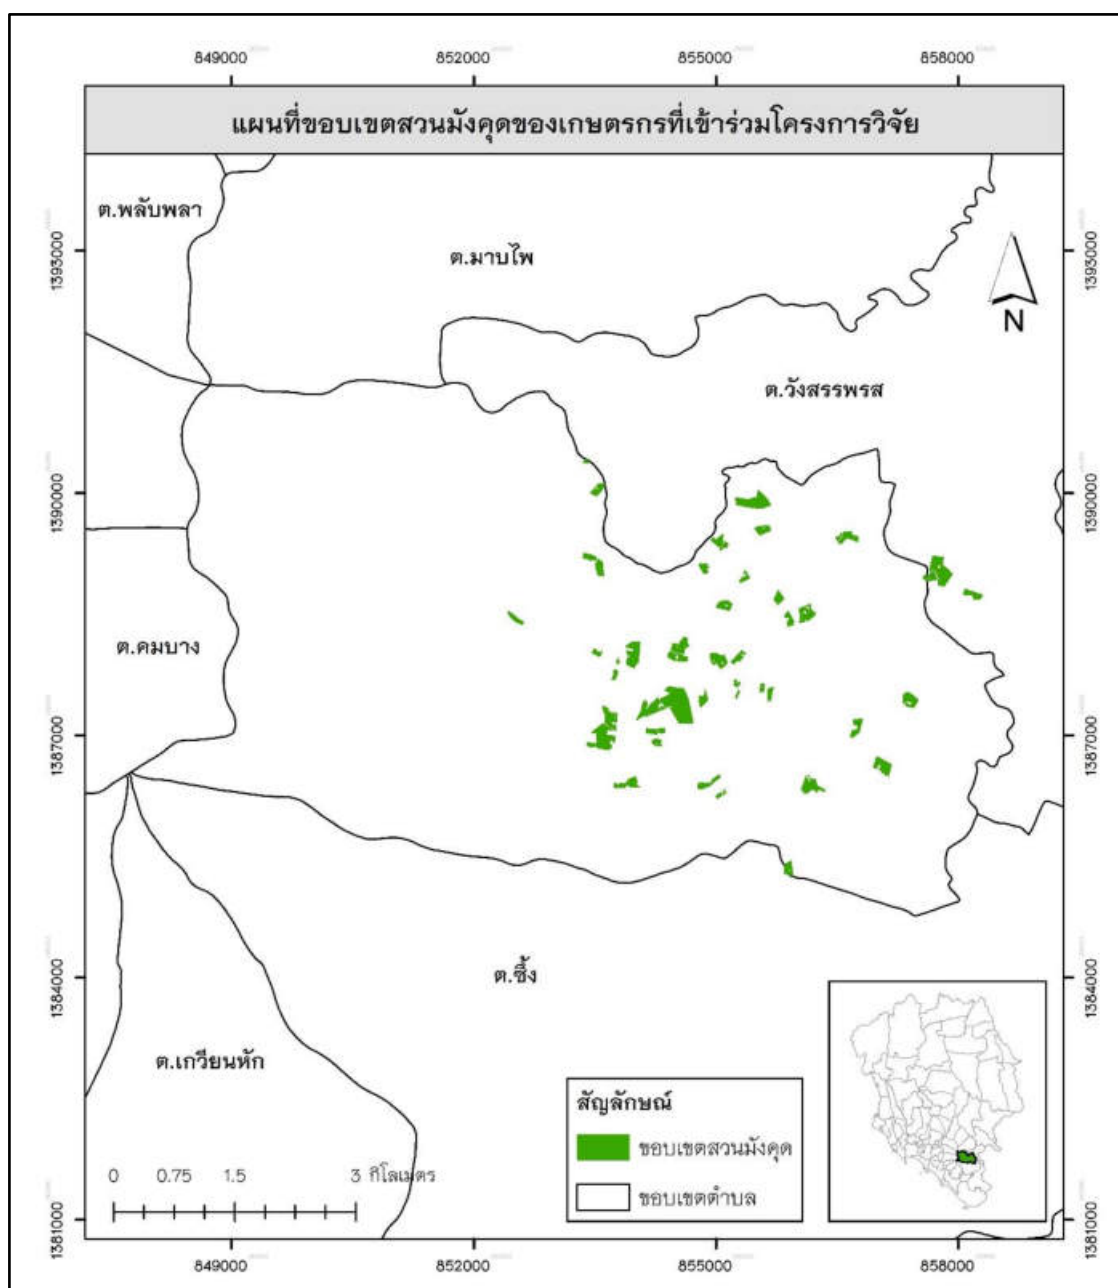 849000 852000 855000 858000
แผนที่ขอบเขตสวนมังคุดของเกษตรกรที่เข้าร่วมโครงการวิจัย
ต.พลับพลา
ต.มาบไพ
1393000 1393000
N
ต.วังสรรพรส
1390000 1390000
ต.คมบาง
1387000 1387000
ต.ซึ้ง
1384000 1384000
ต.เกวียนหัก
สัญลักษณ์
ขอบเขตสวนมังคุด
ขอบเขตตำบล
0 0.75 1.5 3 กิโลเมตร
1381000 1381000
849000 852000 855000 858000